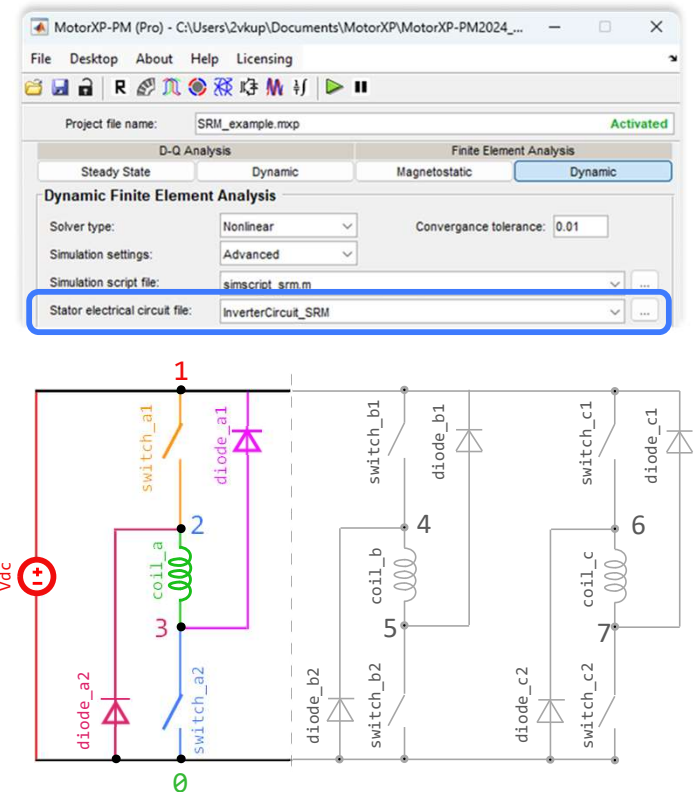 MotorXP-PM (Pro) - C:\Users\2vkup\Documents\MotorXP\MotorXP-PM2024_...
File Desktop About Help Licensing
R
Project file name: SRM_example.mxp Activated
D-Q Analysis Finite Element Analysis
Steady State Dynamic Magnetostatic Dynamic
Dynamic Finite Element Analysis
Solver type: Nonlinear Convergance tolerance: 0.01
Simulation settings: Advanced
Simulation script file: simscript_srm.m ...
Stator electrical circuit file: InverterCircuit_SRM ...
1
switch_a1 diode_a1 switch_b1 diode_b1 switch_c1 diode_c1
2 4 6
Vdc coil_a coil_b coil_c
3 5 7
diode_a2 switch_a2 diode_b2 switch_b2 diode_c2 switch_c2
0